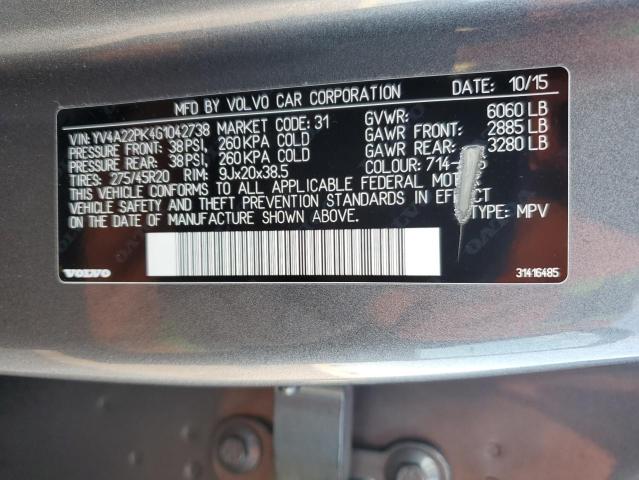 MFD BY VOLVO CAR CORPORATION DATE: 10/15
VIN: YV4A22PK4G1042738 MARKET CODE: 31 GVWR: 6060 LB
PRESSURE FRONT: 38PSI, 260KPA COLD GAWR FRONT: 2885 LB
PRESSURE REAR: 38PSI, 260KPA COLD GAWR REAR: 3280 LB
TIRES: 275/45R20 RIM: 9Jx20x38.5 COLOUR: 714-
THIS VEHICLE CONFORMS TO ALL APPLICABLE FEDERAL
VEHICLE SAFETY AND THEFT PREVENTION STANDARDS IN EFFECT
ON THE DATE OF MANUFACTURE SHOWN ABOVE. TYPE: MPV
VOLVO 31416485